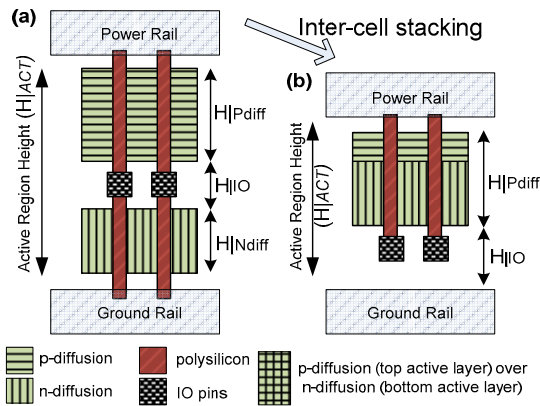 (a)
Power Rail
Inter-cell stacking
(b)
Active Region Height (H|ACT)
H|Pdiff
H|IO
H|Ndiff
Ground Rail
Power Rail
Active Region Height
(H|ACT)
H|Pdiff
H|IO
Ground Rail
p-diffusion
polysilicon
p-diffusion (top active layer) over
n-diffusion (bottom active layer)
n-diffusion
IO pins